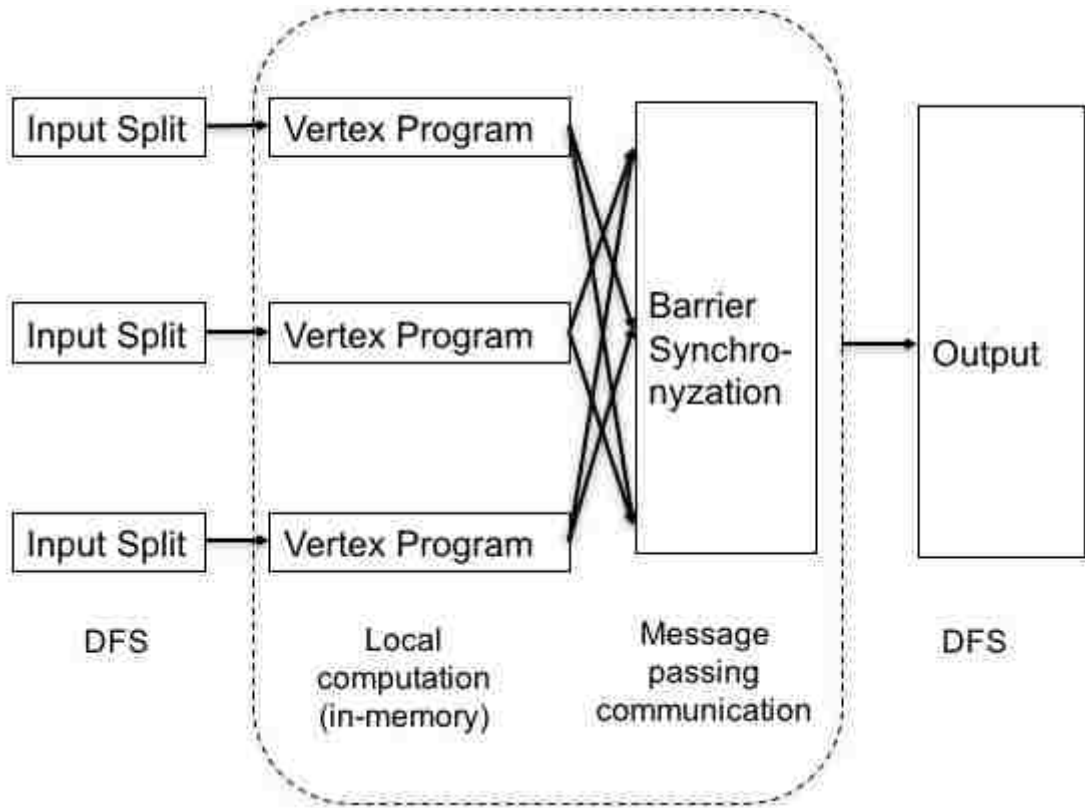 Input Split
Vertex Program
Input Split
Vertex Program
Barrier
Synchro-
nyzation
Output
Input Split
Vertex Program
DFS
Local
computation
(in-memory)
Message
passing
communication
DFS